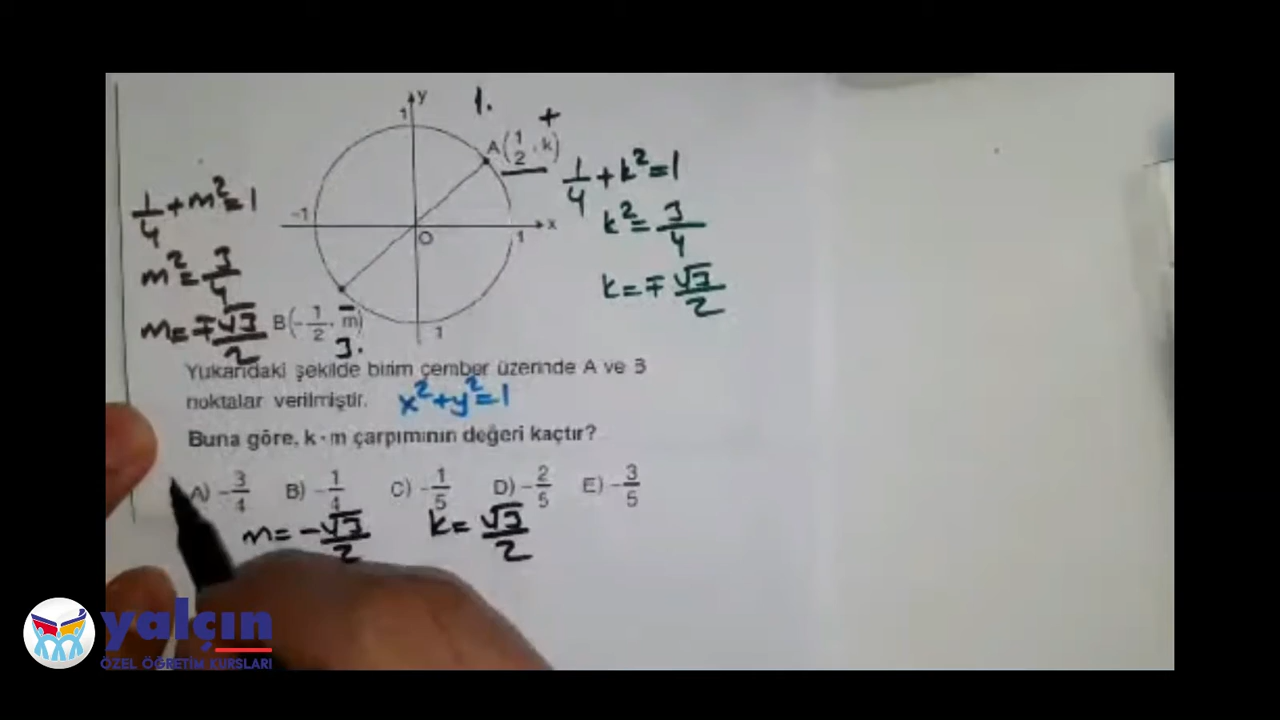 y
1.
1
+
A(1/2, k)
1/4 + k² = 1
1/4 + m² = 1
-1
k² = 3/4
O
1
x
m² = 3/4
k = ∓ √3/2
m = ∓ √3/2
B(-1/2, m)
1
3.
Yukarıdaki şekilde birim çember üzerinde A ve B
noktalar verilmiştir.
x² + y² = 1
Buna göre, k · m çarpımının değeri kaçtır?
A) -3/4 B) -1/4 C) -1/5 D) -2/5 E) -3/5
m = -√3/2 k = √3/2
yalçın
ÖZEL ÖĞRETİM KURSLARI